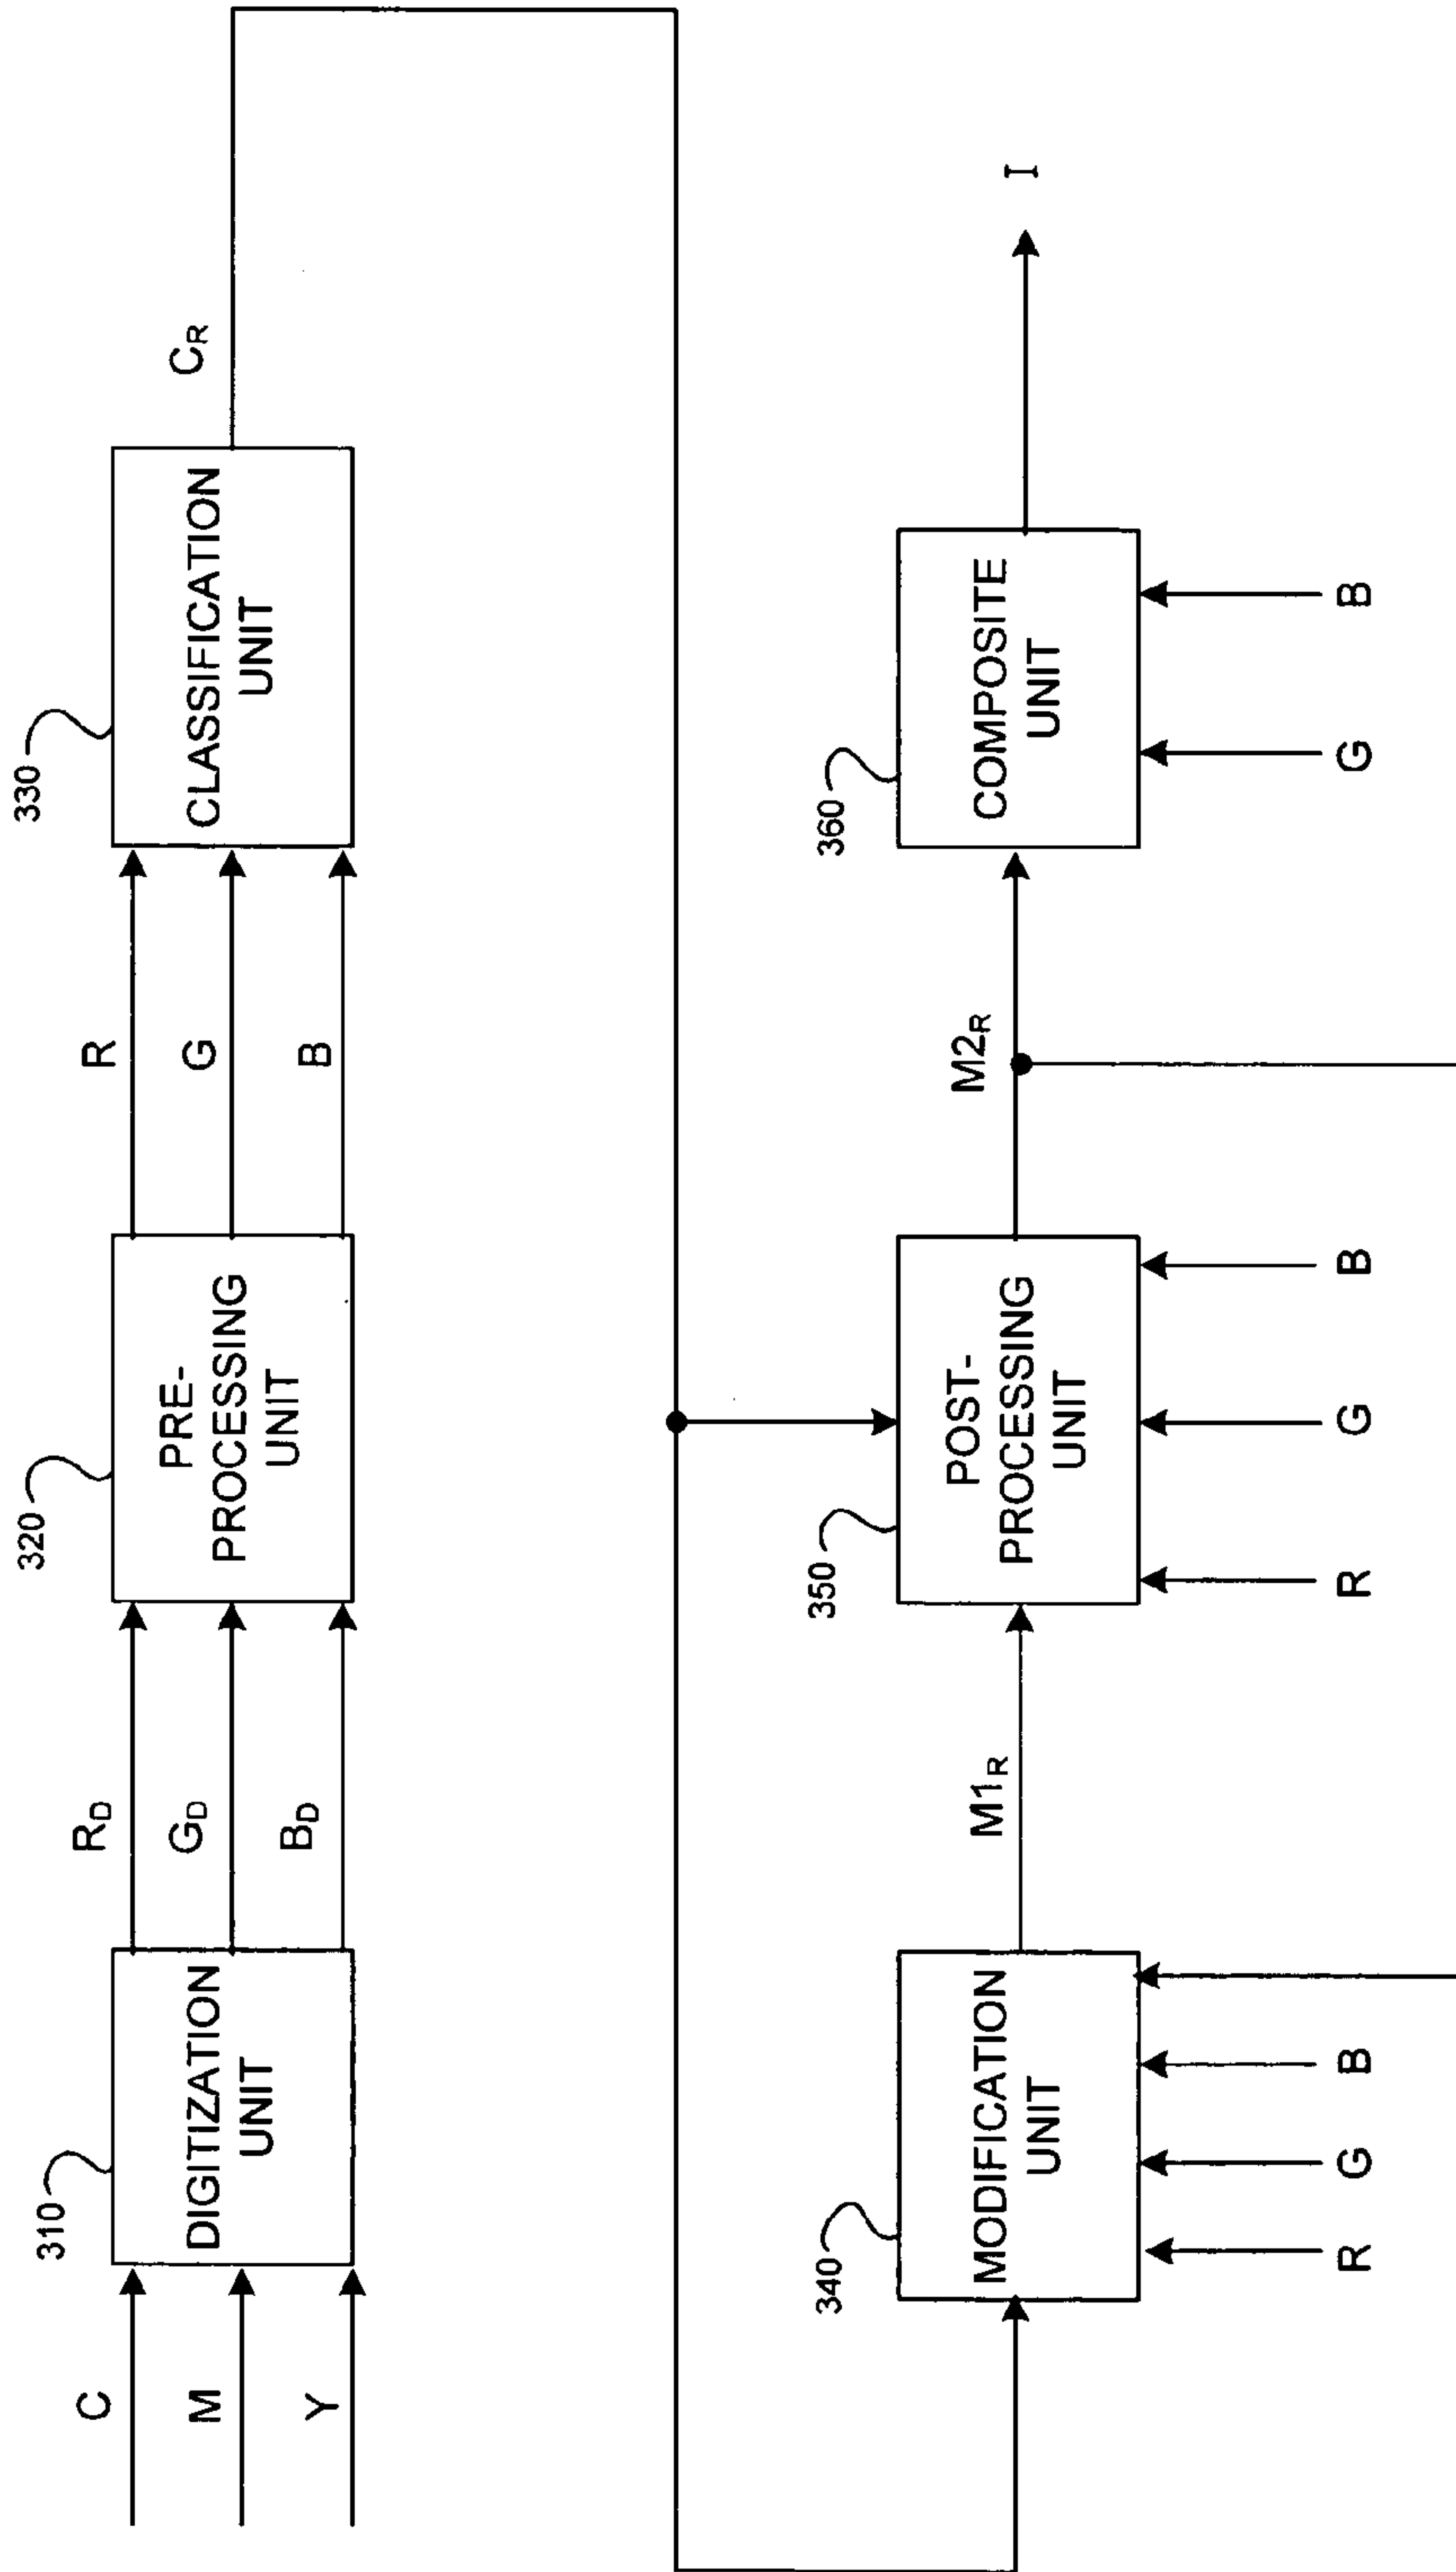 C
M
Y
310
DIGITIZATION
UNIT
R_D
G_D
B_D
320
PRE-
PROCESSING
UNIT
R
G
B
330
CLASSIFICATION
UNIT
C_R
340
MODIFICATION
UNIT
R
G
B
M1_R
350
POST-
PROCESSING
UNIT
R
G
B
M2_R
360
COMPOSITE
UNIT
G
B
I